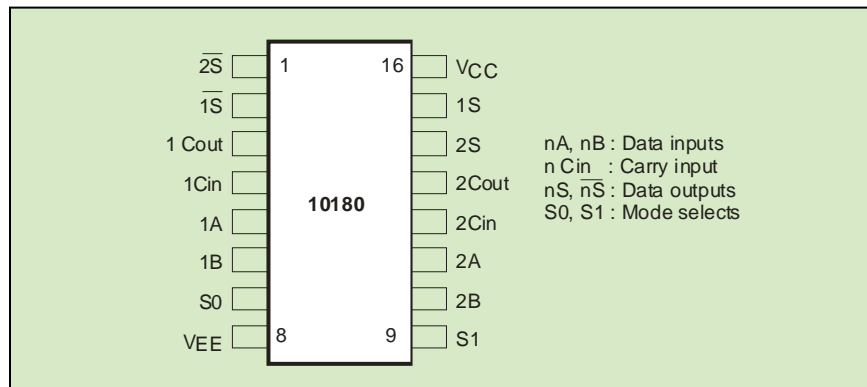 2S̅
1
16
VCC
1S̅
1S
1 Cout
2S
1Cin
2Cout
10180
1A
2Cin
1B
2A
S0
2B
VEE
8
9
S1
nA, nB : Data inputs
n Cin : Carry input
nS, n̅S̅ : Data outputs
S0, S1 : Mode selects